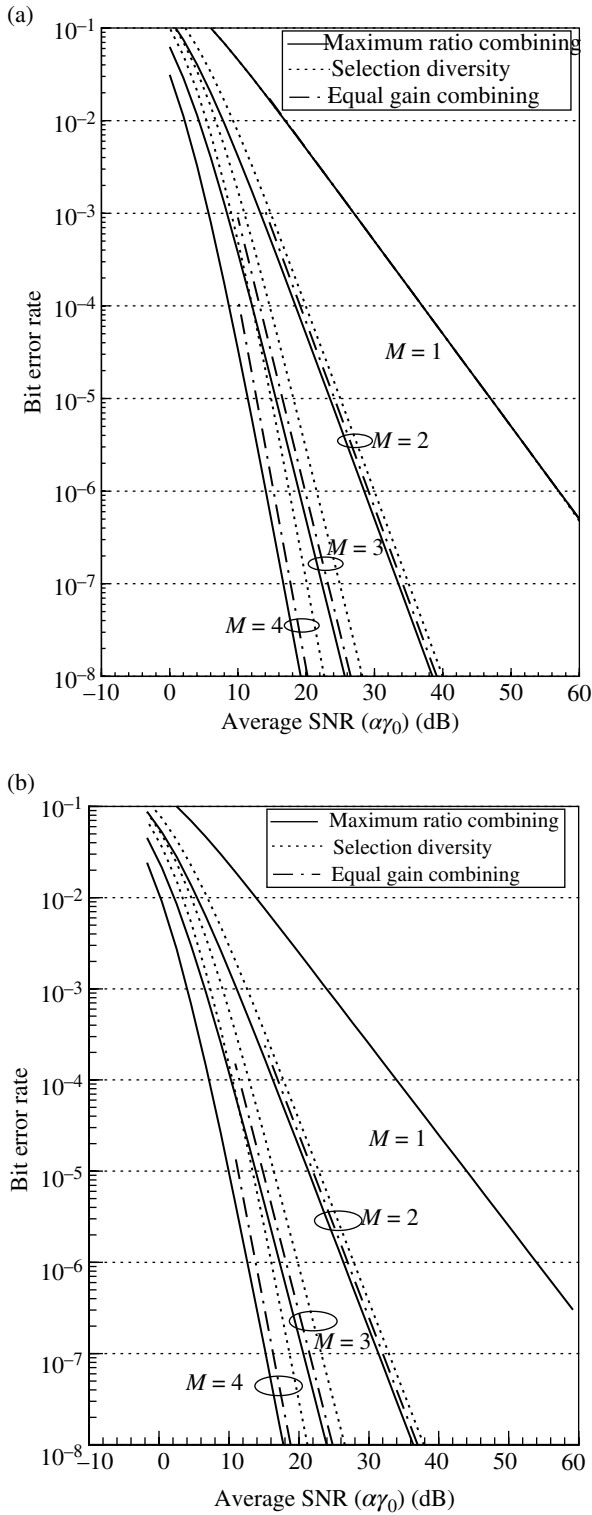 (a)
Maximum ratio combining
Selection diversity
Equal gain combining
10⁻¹
10⁻²
10⁻³
10⁻⁴
10⁻⁵
10⁻⁶
10⁻⁷
10⁻⁸
Bit error rate
M = 1
M = 2
M = 3
M = 4
−10 0 10 20 30 40 50 60
Average SNR (αγ₀) (dB)
(b)
Maximum ratio combining
Selection diversity
Equal gain combining
10⁻¹
10⁻²
10⁻³
10⁻⁴
10⁻⁵
10⁻⁶
10⁻⁷
10⁻⁸
Bit error rate
M = 1
M = 2
M = 3
M = 4
−10 0 10 20 30 40 50 60
Average SNR (αγ₀) (dB)